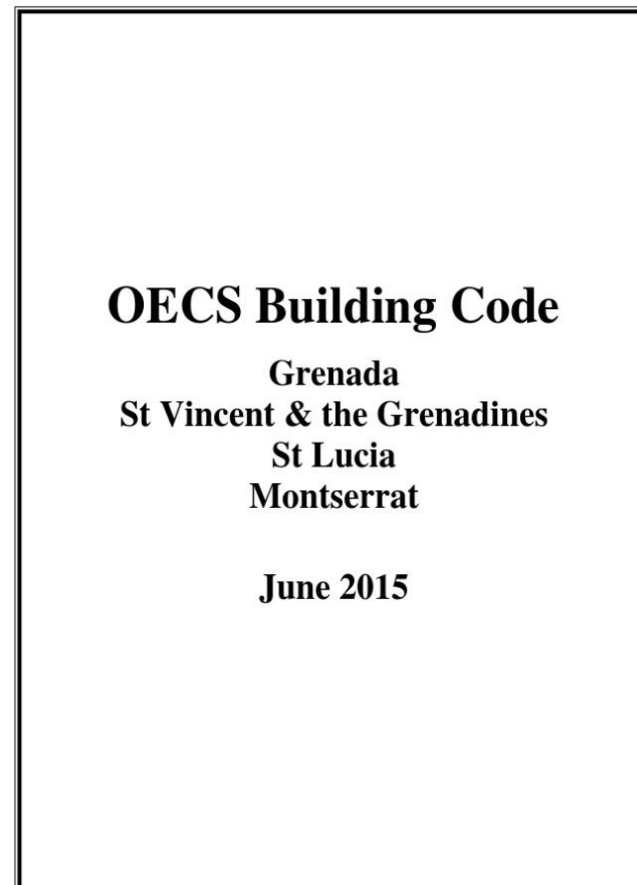 OECS Building Code
Grenada
St Vincent & the Grenadines
St Lucia
Montserrat
June 2015